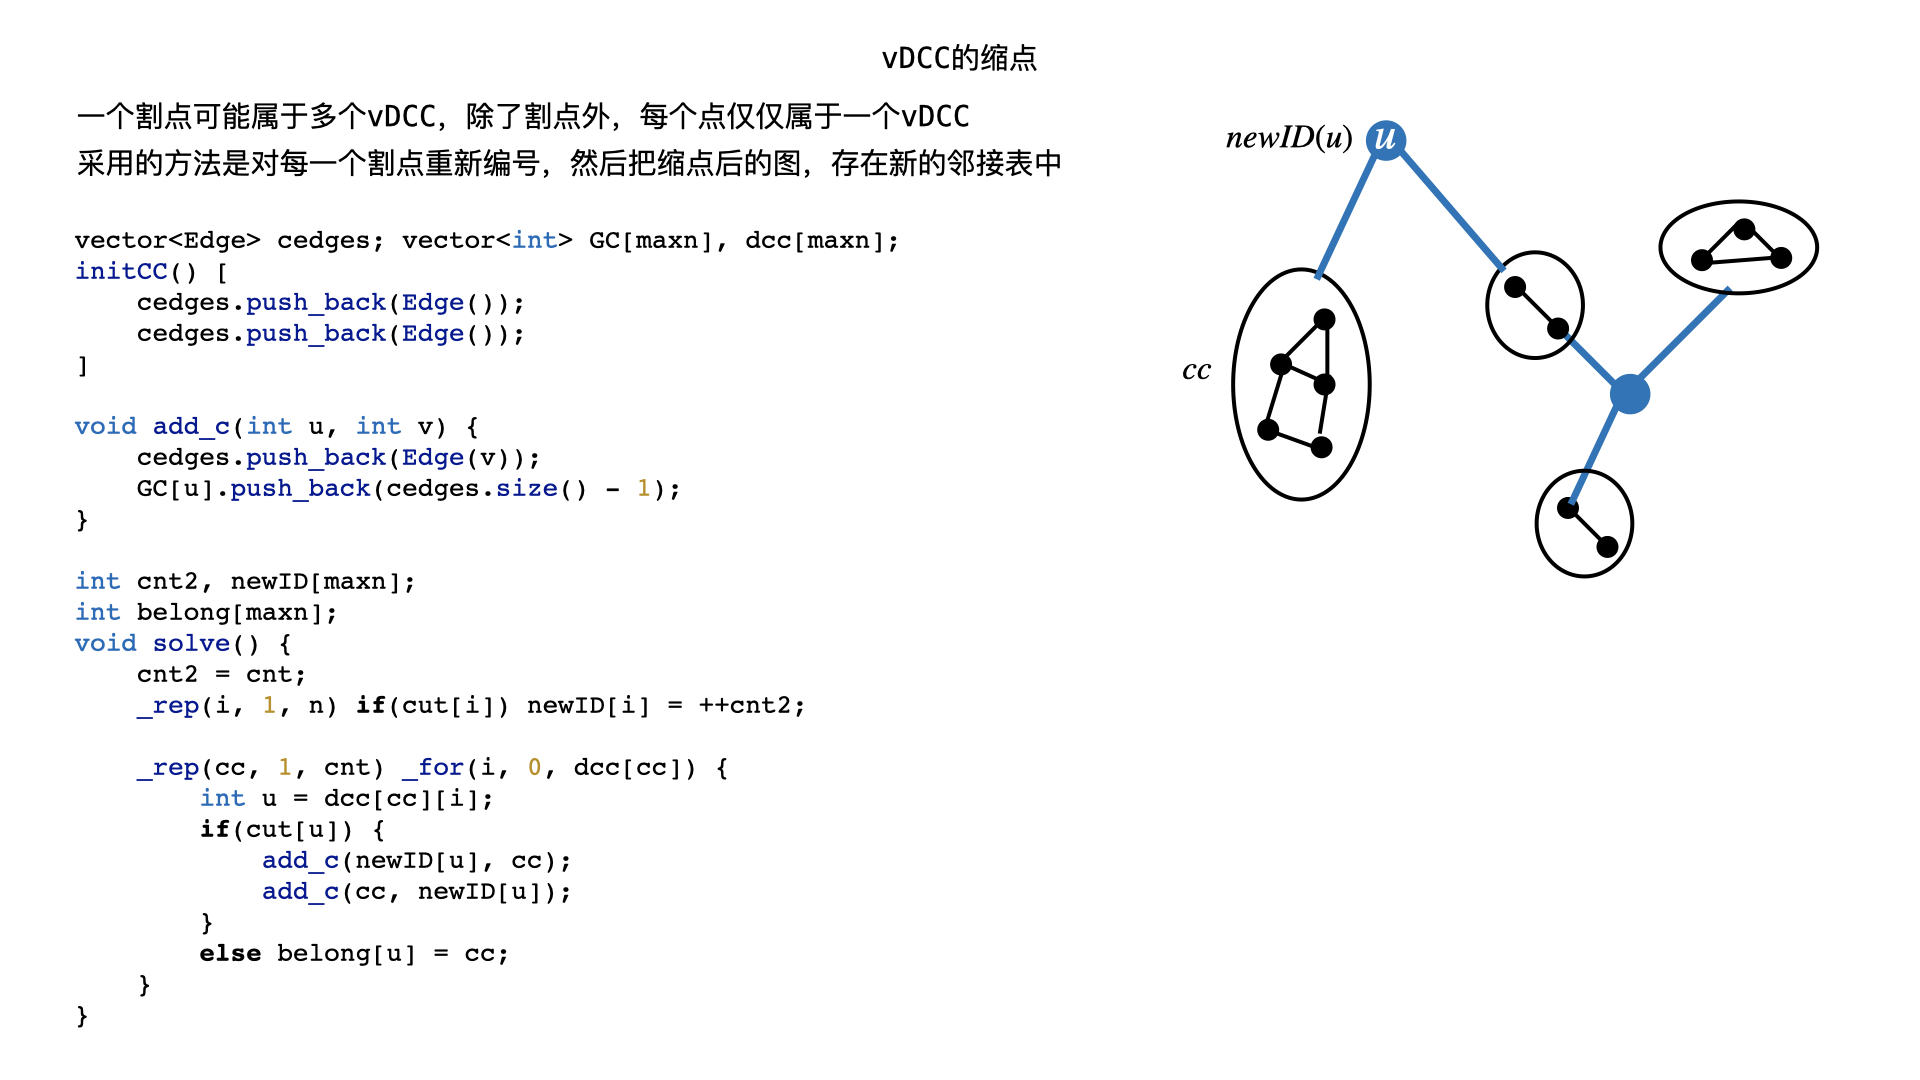 vDCC的缩点
一个割点可能属于多个vDCC，除了割点外，每个点仅仅属于一个vDCC
采用的方法是对每一个割点重新编号，然后把缩点后的图，存在新的邻接表中
vector<Edge> cedges; vector<int> GC[maxn], dcc[maxn];
initCC() [
    cedges.push_back(Edge());
    cedges.push_back(Edge());
]
void add_c(int u, int v) {
    cedges.push_back(Edge(v));
    GC[u].push_back(cedges.size() - 1);
}
int cnt2, newID[maxn];
int belong[maxn];
void solve() {
    cnt2 = cnt;
    _rep(i, 1, n) if(cut[i]) newID[i] = ++cnt2;
    _rep(cc, 1, cnt) _for(i, 0, dcc[cc]) {
        int u = dcc[cc][i];
        if(cut[u]) {
            add_c(newID[u], cc);
            add_c(cc, newID[u]);
        }
        else belong[u] = cc;
    }
}
newID(u) u
cc